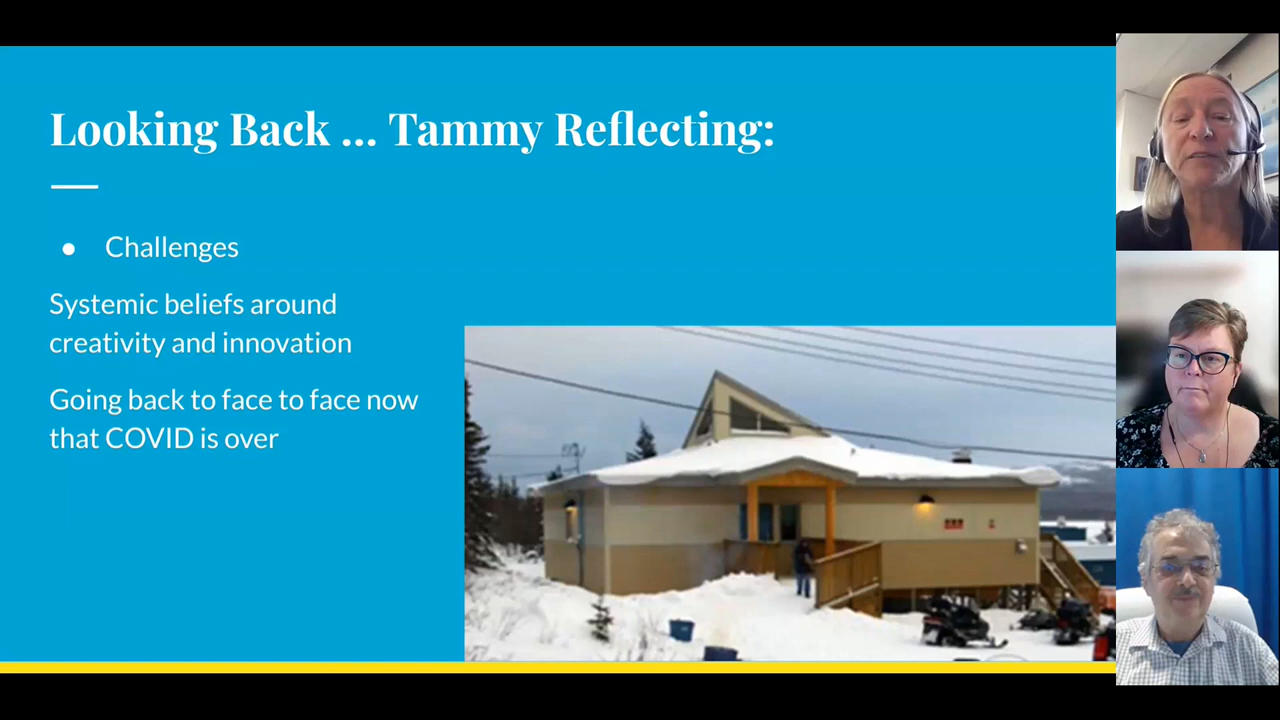 Looking Back ... Tammy Reflecting:
● Challenges
Systemic beliefs around
creativity and innovation
Going back to face to face now
that COVID is over